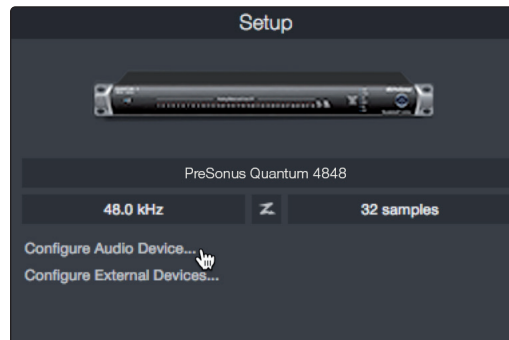 Setup
PreSonus Quantum 4848
48.0 kHz
32 samples
Configure Audio Device...
Configure External Devices...